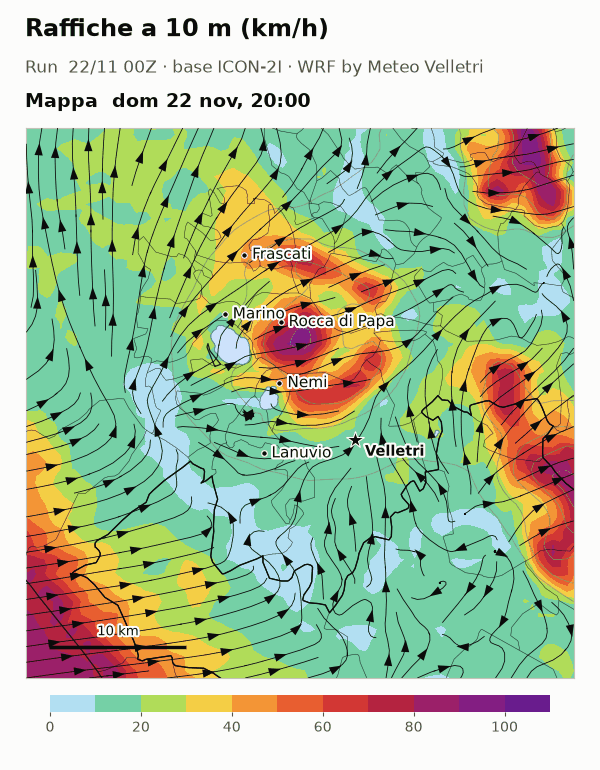 Raffiche a 10 m (km/h)
Run  22/11 00Z · base ICON-2I · WRF by Meteo Velletri
Mappa  dom 22 nov, 20:00
Frascati
Marino
Rocca di Papa
Nemi
Velletri
Lanuvio
10 km
0 20 40 60 80 100